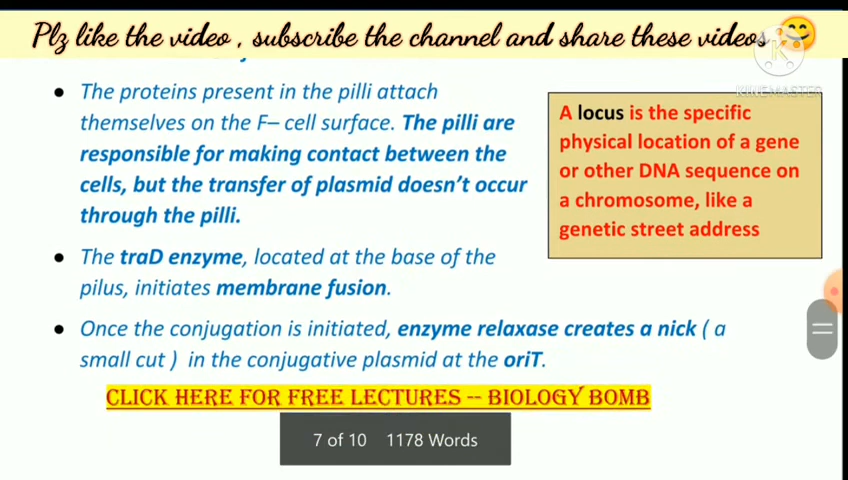 Plz like the video , subscribe the channel and share these videos
KINEMASTER
• The proteins present in the pilli attach
themselves on the F– cell surface. The pilli are
responsible for making contact between the
cells, but the transfer of plasmid doesn't occur
through the pilli.
A locus is the specific
physical location of a gene
or other DNA sequence on
a chromosome, like a
genetic street address
• The traD enzyme, located at the base of the
pilus, initiates membrane fusion.
• Once the conjugation is initiated, enzyme relaxase creates a nick ( a
small cut ) in the conjugative plasmid at the oriT.
CLICK HERE FOR FREE LECTURES -- BIOLOGY BOMB
7 of 10 1178 Words